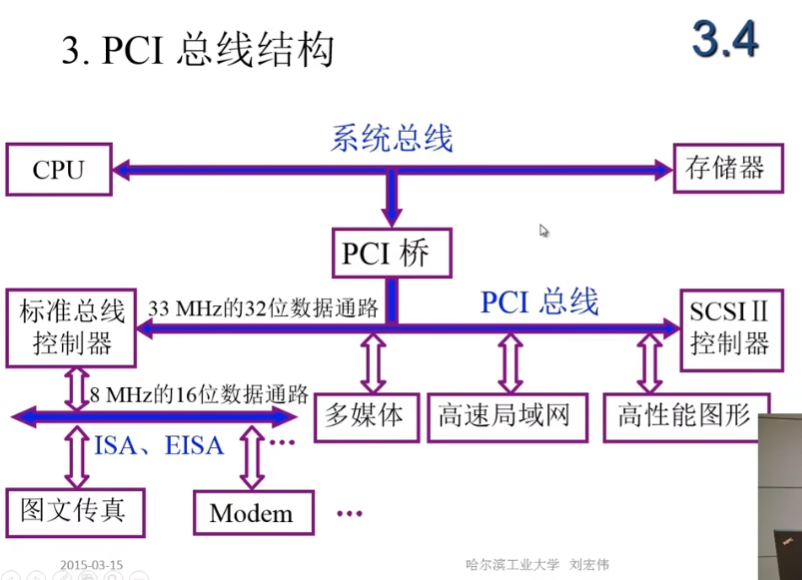 3. PCI 总线结构
3.4
系统总线
CPU
存储器
PCI 桥
标准总线
控制器
33 MHz的32位数据通路
PCI 总线
SCSIⅡ
控制器
8 MHz的16位数据通路
多媒体
高速局域网
高性能图形
ISA、EISA
…
图文传真
Modem
…
2015-03-15
哈尔滨工业大学 刘宏伟